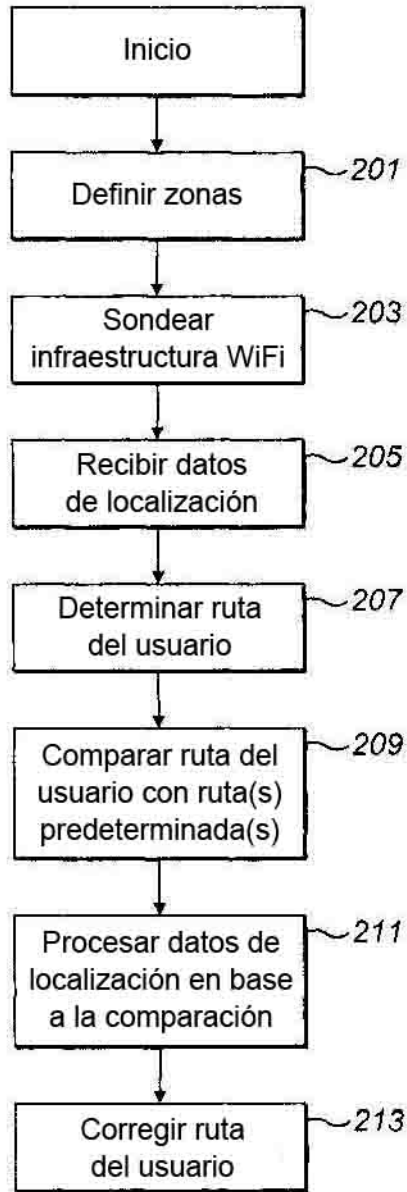 Inicio
201
Definir zonas
203
Sondear
infraestructura WiFi
205
Recibir datos
de localización
207
Determinar ruta
del usuario
209
Comparar ruta del
usuario con ruta(s)
predeterminada(s)
211
Procesar datos de
localización en base
a la comparación
213
Corregir ruta
del usuario